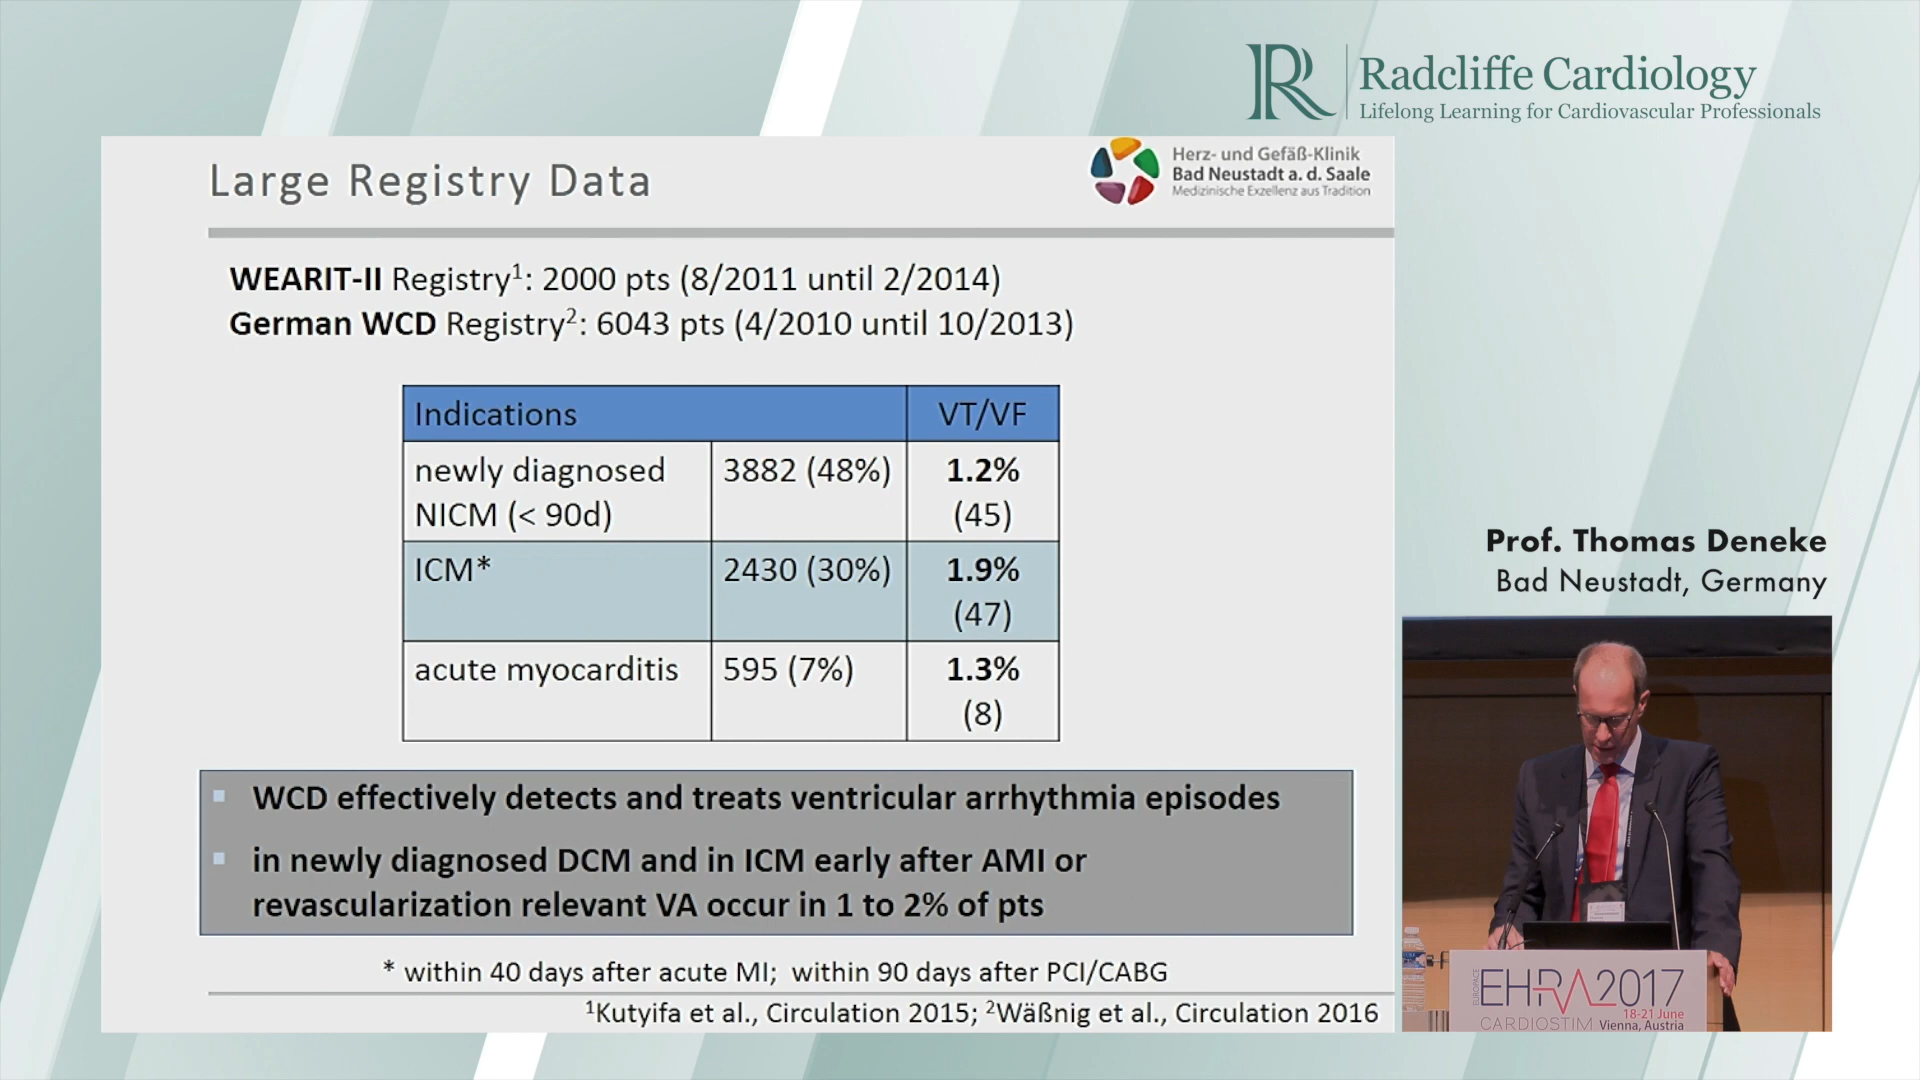 Radcliffe Cardiology
Lifelong Learning for Cardiovascular Professionals
Large Registry Data
Herz- und Gefäß-Klinik
Bad Neustadt a. d. Saale
Medizinische Exzellenz aus Tradition
WEARIT-II Registry¹: 2000 pts (8/2011 until 2/2014)
German WCD Registry²: 6043 pts (4/2010 until 10/2013)
Indications VT/VF
newly diagnosed 3882 (48%) 1.2%
NICM (< 90d) (45)
ICM* 2430 (30%) 1.9%
(47)
acute myocarditis 595 (7%) 1.3%
(8)
▪ WCD effectively detects and treats ventricular arrhythmia episodes
▪ in newly diagnosed DCM and in ICM early after AMI or
revascularization relevant VA occur in 1 to 2% of pts
* within 40 days after acute MI; within 90 days after PCI/CABG
¹Kutyifa et al., Circulation 2015; ²Wäßnig et al., Circulation 2016
Prof. Thomas Deneke
Bad Neustadt, Germany
EUROPACE
EHRA2017
18-21 June
CARDIOSTIM Vienna, Austria